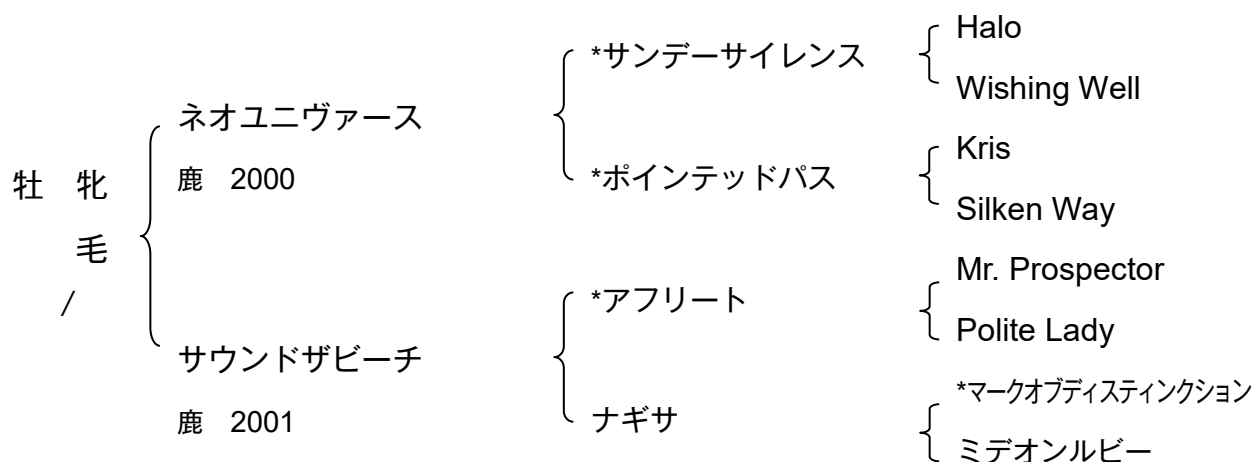 牡 牝
毛
/
ネオユニヴァース
鹿 2000
サウンドザビーチ
鹿 2001
*サンデーサイレンス
*ポインテッドパス
*アフリート
ナギサ
Halo
Wishing Well
Kris
Silken Way
Mr. Prospector
Polite Lady
*マークオブディスティンクション
ミデオンルビー